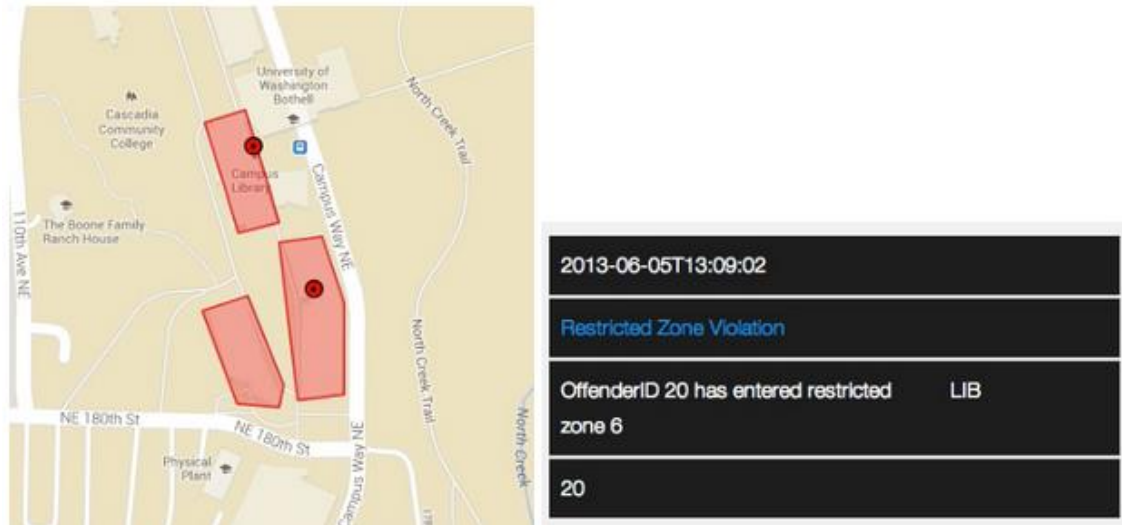 University of
Washington
Bothell
North Creek Trail
Cascadia
Community
College
Campus
Library
Campus Way NE
110th Ave NE
The Boone Family
Ranch House
North Creek Trail
NE 180th St
NE 180th St
North Creek
Physical
Plant
Campus Way NE
2013-06-05T13:09:02
Restricted Zone Violation
OffenderID 20 has entered restricted LIB
zone 6
20